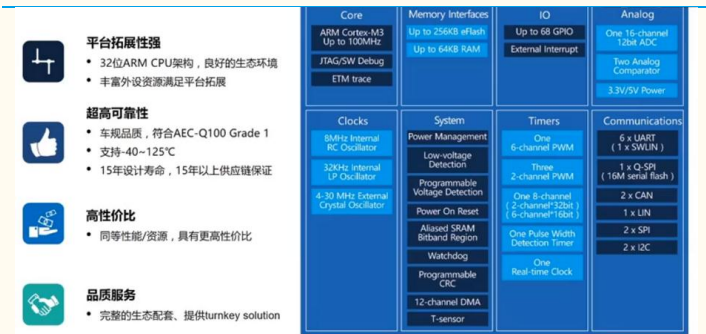 平台拓展性强
• 32位ARM CPU架构，良好的生态环境
• 丰富外设资源满足平台拓展
超高可靠性
• 车规品质，符合AEC-Q100 Grade 1
• 支持-40~125℃
• 15年设计寿命，15年以上供应链保证
高性价比
• 同等性能/资源，具有更高性价比
品质服务
• 完整的生态配套、提供turnkey solution
Core
ARM Cortex-M3
Up to 100MHz
JTAG/SW Debug
ETM trace
Memory Interfaces
Up to 256KB eFlash
Up to 64KB RAM
IO
Up to 68 GPIO
External Interrupt
Analog
One 16-channel
12bit ADC
Two Analog
Comparator
3.3V/5V Power
Clocks
8MHz Internal
RC Oscillator
32KHz Internal
LP Oscillator
4-30 MHz External
Crystal Oscillator
System
Power Management
Low-voltage
Detection
Programmable
Voltage Detection
Power On Reset
Aliased SRAM
Bitband Region
Watchdog
Programmable
CRC
12-channel DMA
T-sensor
Timers
One
6-channel PWM
Three
2-channel PWM
One 8-channel
( 2-channel*32bit )
( 6-channel*16bit )
One Pulse Width
Detection Timer
One
Real-time Clock
Communications
6 x UART
( 1 x SWLIN )
1 x Q-SPI
( 16M serial flash )
2 x CAN
1 x LIN
2 x SPI
2 x I2C